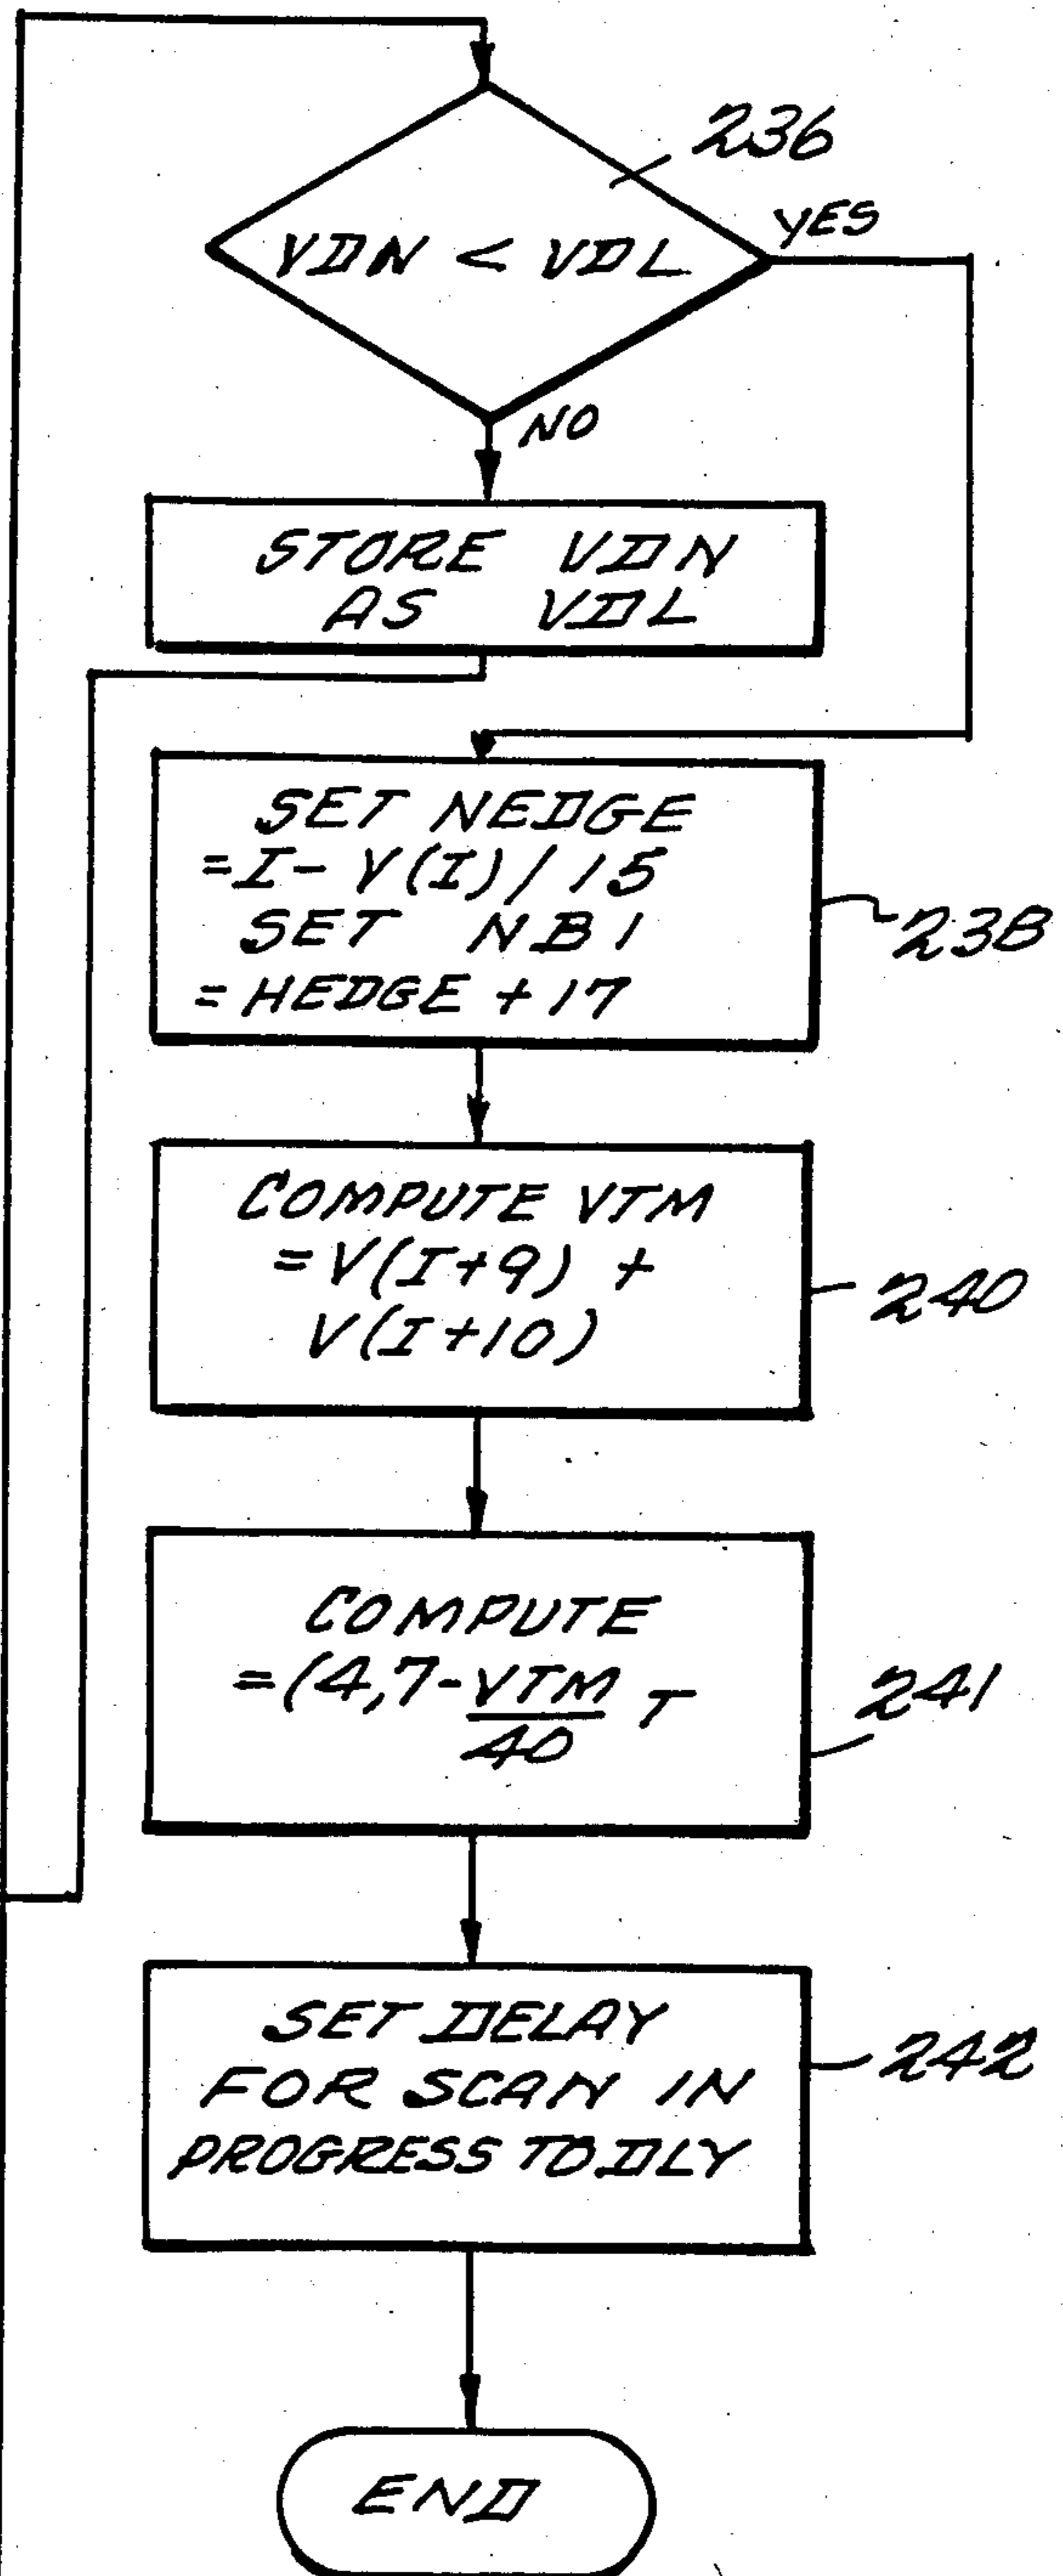 236
VDN < VDL
YES
NO
STORE VDN
AS VDL
SET NEDGE
=I-V(I)/15
SET NB1
=HEDGE+17
238
COMPUTE VTM
=V(I+9) +
V(I+10)
240
COMPUTE
=(4,7-VTM/40 T
241
SET DELAY
FOR SCAN IN
PROGRESS TO DLY
242
END